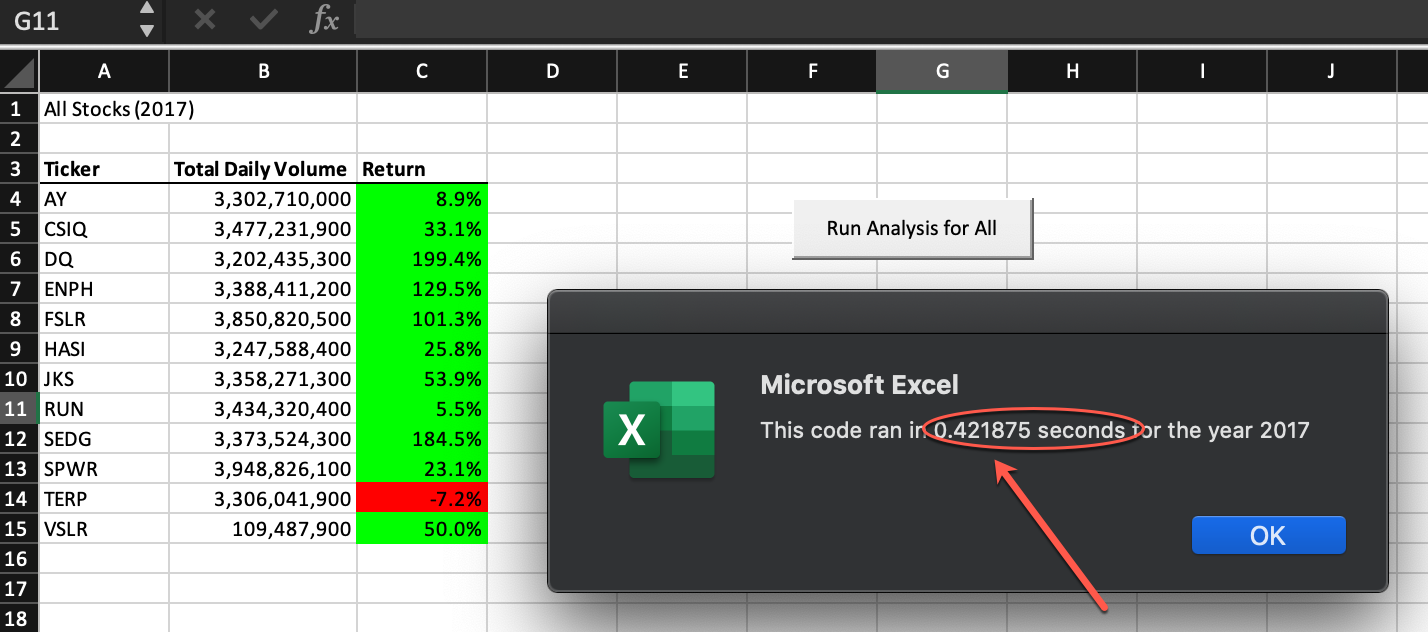 G11 fx
A B C D E F G H I J
1 All Stocks (2017)
2
3 Ticker Total Daily Volume Return
4 AY 3,302,710,000 8.9%
5 CSIQ 3,477,231,900 33.1%
6 DQ 3,202,435,300 199.4%
7 ENPH 3,388,411,200 129.5%
8 FSLR 3,850,820,500 101.3%
9 HASI 3,247,588,400 25.8%
10 JKS 3,358,271,300 53.9%
11 RUN 3,434,320,400 5.5%
12 SEDG 3,373,524,300 184.5%
13 SPWR 3,948,826,100 23.1%
14 TERP 3,306,041,900 -7.2%
15 VSLR 109,487,900 50.0%
16
17
18
Run Analysis for All
X
Microsoft Excel
This code ran in 0.421875 seconds for the year 2017
OK